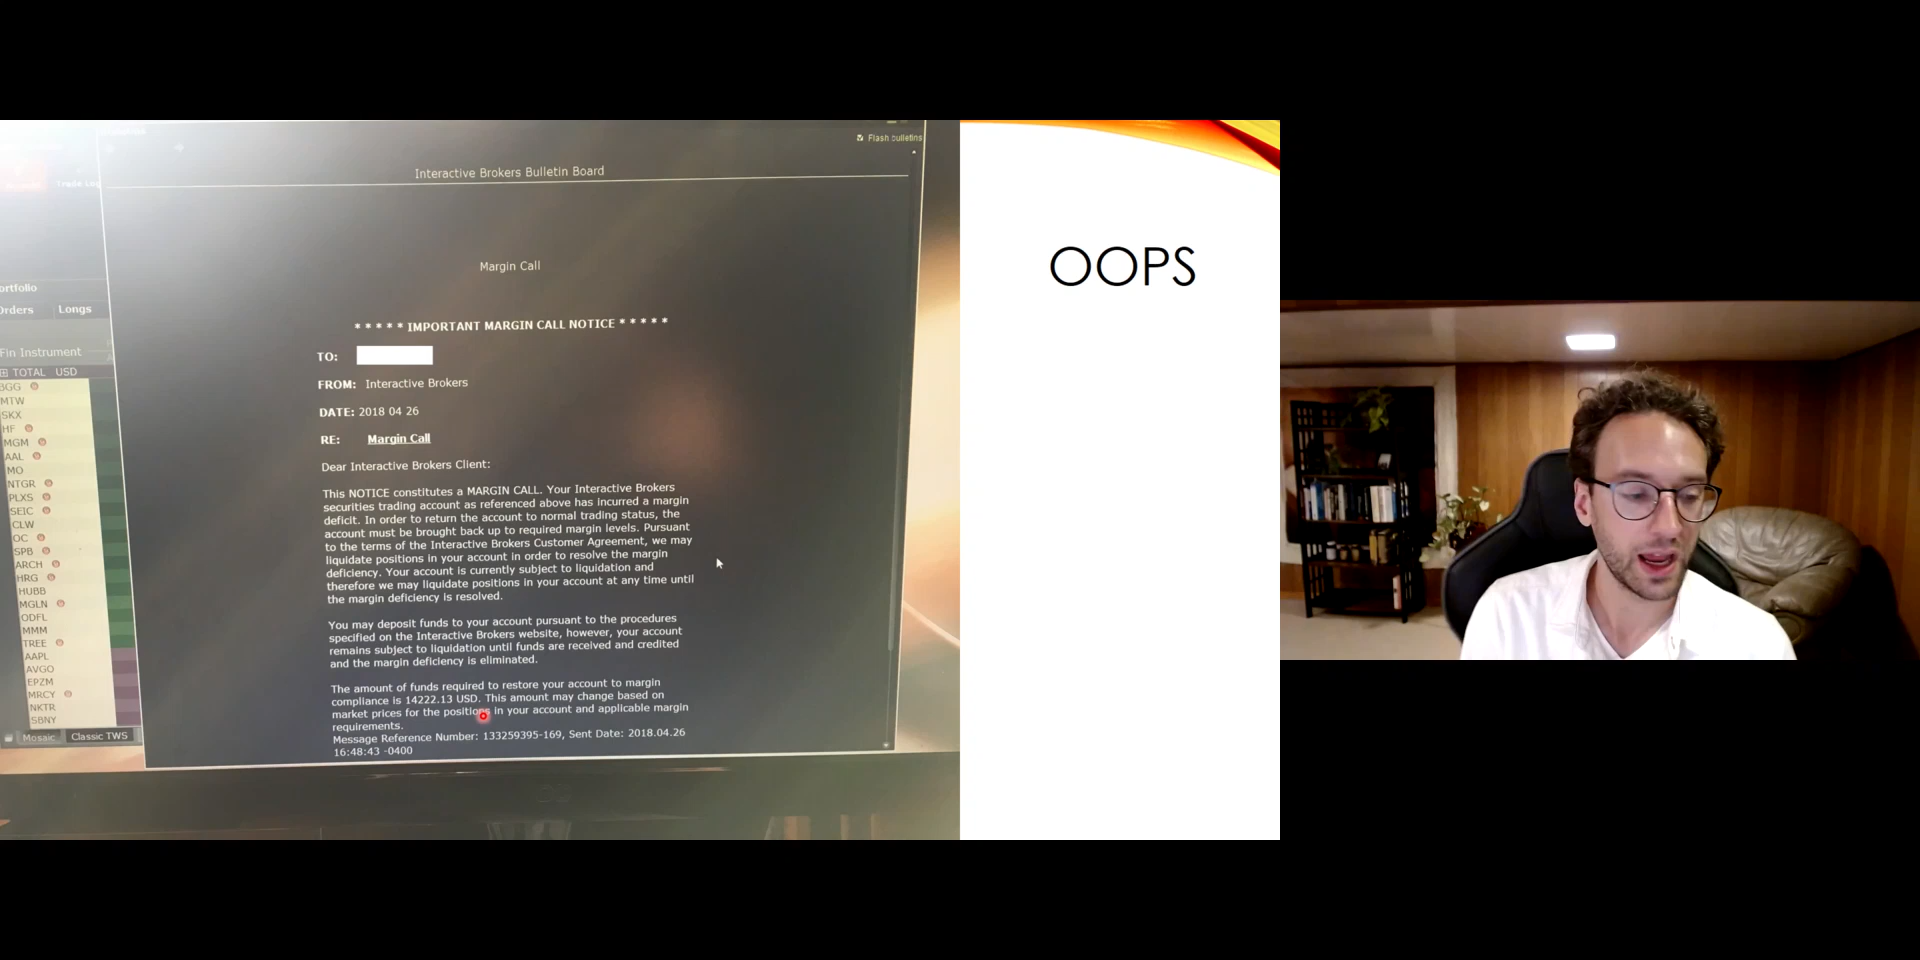 Flash bulletins
Interactive Brokers Bulletin Board
Margin Call
* * * * * IMPORTANT MARGIN CALL NOTICE * * * * *
TO:
FROM: Interactive Brokers
DATE: 2018 04 26
RE: Margin Call
Dear Interactive Brokers Client:
This NOTICE constitutes a MARGIN CALL. Your Interactive Brokers
securities trading account as referenced above has incurred a margin
deficit. In order to return the account to normal trading status, the
account must be brought back up to required margin levels. Pursuant
to the terms of the Interactive Brokers Customer Agreement, we may
liquidate positions in your account in order to resolve the margin
deficiency. Your account is currently subject to liquidation and
therefore we may liquidate positions in your account at any time until
the margin deficiency is resolved.
You may deposit funds to your account pursuant to the procedures
specified on the Interactive Brokers website, however, your account
remains subject to liquidation until funds are received and credited
and the margin deficiency is eliminated.
The amount of funds required to restore your account to margin
compliance is 14222.13 USD. This amount may change based on
market prices for the positions in your account and applicable margin
requirements.
Message Reference Number: 133259395-169, Sent Date: 2018.04.26
16:48:43 -0400
ortfolio
Orders Longs
Fin Instrument
TOTAL USD
BGG
MTW
SKX
HF
MGM
AAL
MO
NTGR
PLXS
SEIC
CLW
OC
SPB
ARCH
HRG
HUBB
MGLN
ODFL
MMM
TREE
AAPL
AVGO
EPZM
MRCY
NKTR
SBNY
Mosaic Classic TWS
OOPS